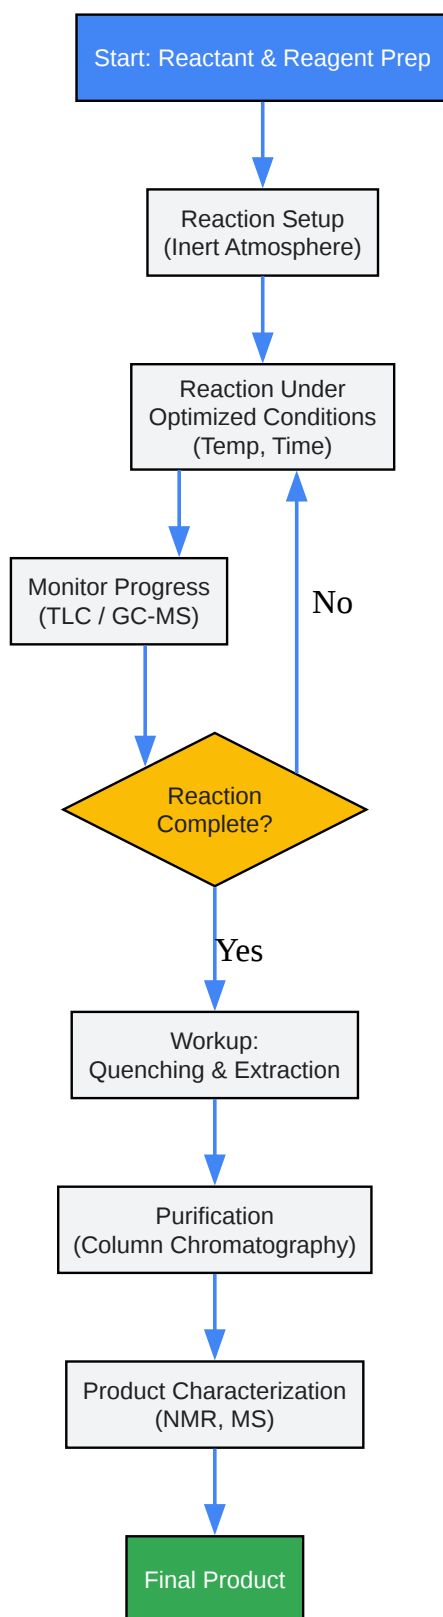 Start: Reactant & Reagent Prep
Reaction Setup
(Inert Atmosphere)
Reaction Under
Optimized Conditions
(Temp, Time)
Monitor Progress
(TLC / GC-MS)
No
Reaction
Complete?
Yes
Workup:
Quenching & Extraction
Purification
(Column Chromatography)
Product Characterization
(NMR, MS)
Final Product